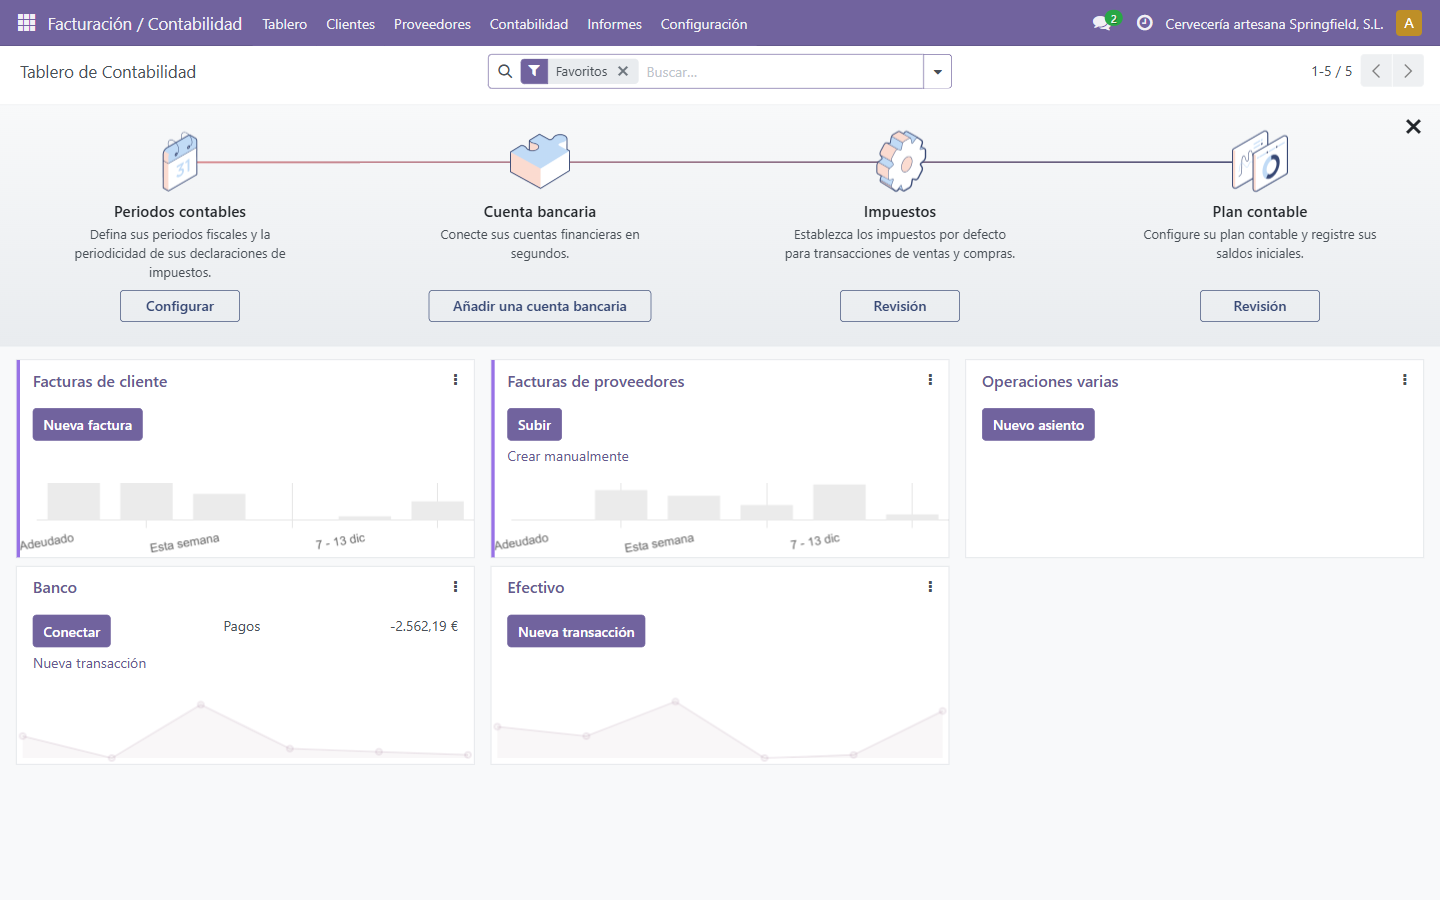 Facturación / Contabilidad Tablero Clientes Proveedores Contabilidad Informes Configuración 2 Cervecería artesana Springfield, S.L. A
Tablero de Contabilidad Favoritos Buscar... 1-5 / 5
31
Periodos contables
Defina sus periodos fiscales y la
periodicidad de sus declaraciones de
impuestos.
Configurar
Cuenta bancaria
Conecte sus cuentas financieras en
segundos.
Añadir una cuenta bancaria
Impuestos
Establezca los impuestos por defecto
para transacciones de ventas y compras.
Revisión
Plan contable
Configure su plan contable y registre sus
saldos iniciales.
Revisión
Facturas de cliente
Nueva factura
Adeudado Esta semana 7 - 13 dic
Facturas de proveedores
Subir
Crear manualmente
Adeudado Esta semana 7 - 13 dic
Operaciones varias
Nuevo asiento
Banco
Conectar Pagos -2.562,19 €
Nueva transacción
Efectivo
Nueva transacción